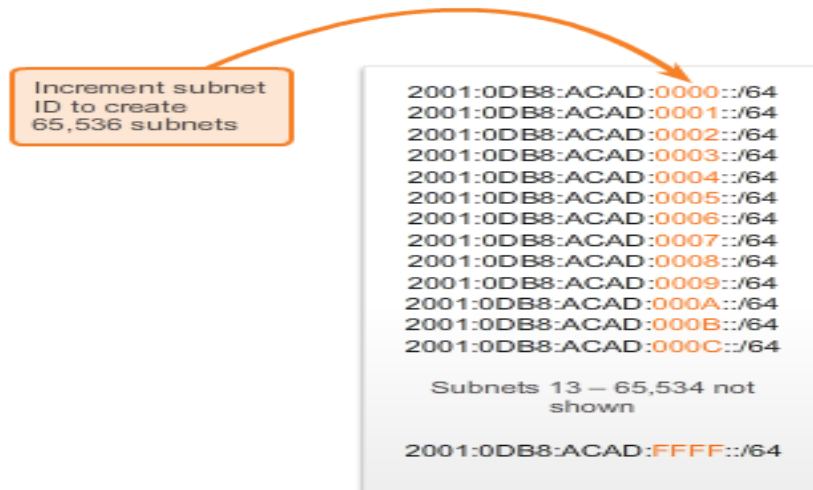 Increment subnet
ID to create
65,536 subnets
2001:0DB8:ACAD:0000::/64
2001:0DB8:ACAD:0001::/64
2001:0DB8:ACAD:0002::/64
2001:0DB8:ACAD:0003::/64
2001:0DB8:ACAD:0004::/64
2001:0DB8:ACAD:0005::/64
2001:0DB8:ACAD:0006::/64
2001:0DB8:ACAD:0007::/64
2001:0DB8:ACAD:0008::/64
2001:0DB8:ACAD:0009::/64
2001:0DB8:ACAD:000A::/64
2001:0DB8:ACAD:000B::/64
2001:0DB8:ACAD:000C::/64
Subnets 13 – 65,534 not
shown
2001:0DB8:ACAD:FFFF::/64